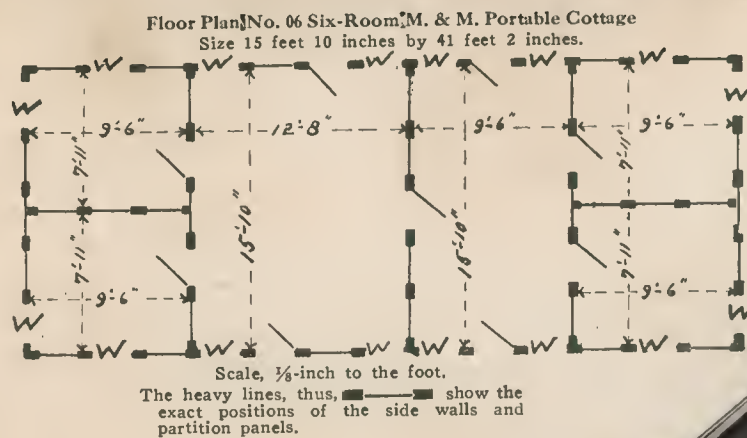 Floor Plan No. 06 Six-Room M. & M. Portable Cottage
Size 15 feet 10 inches by 41 feet 2 inches.
W W W W W W W W
W W
9'-6" 12'-8" 9'-6" 9'-6"
7'-11" 7'-11"
15'-10" 15'-10"
7'-11" 7'-11"
9'-6" 9'-6"
W W
W W W W W W
Scale, ⅛-inch to the foot.
The heavy lines, thus, show the
exact positions of the side walls and
partition panels.